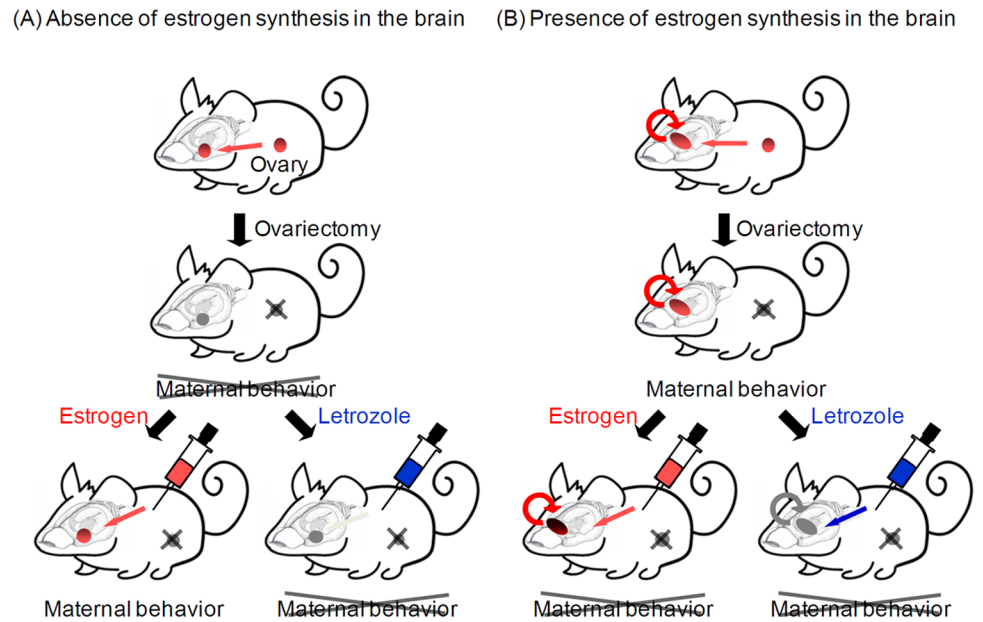 (A) Absence of estrogen synthesis in the brain
(B) Presence of estrogen synthesis in the brain
Ovary
Ovariectomy
Ovariectomy
Maternal behavior
Maternal behavior
Estrogen
Letrozole
Estrogen
Letrozole
Maternal behavior
Maternal behavior
Maternal behavior
Maternal behavior